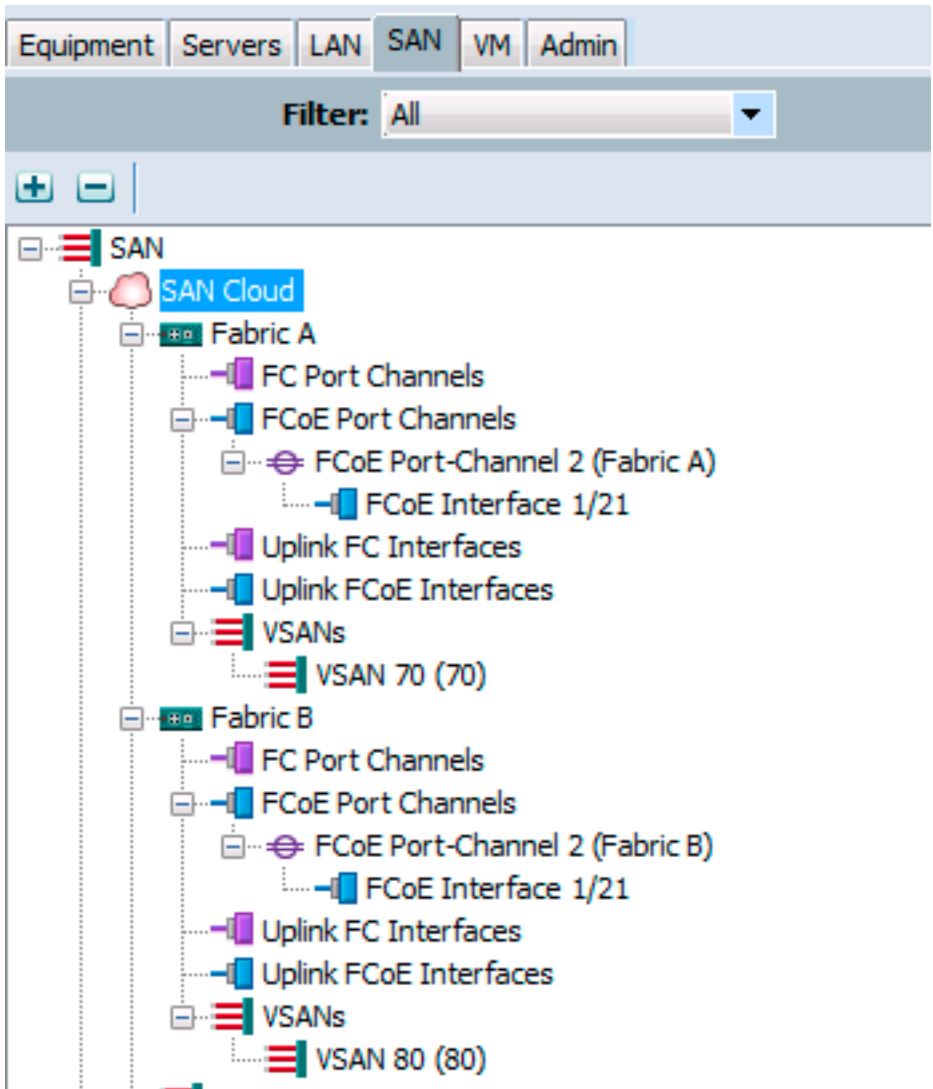 Equipment Servers LAN SAN VM Admin
Filter: All
SAN
SAN Cloud
Fabric A
FC Port Channels
FCoE Port Channels
FCoE Port-Channel 2 (Fabric A)
FCoE Interface 1/21
Uplink FC Interfaces
Uplink FCoE Interfaces
VSANs
VSAN 70 (70)
Fabric B
FC Port Channels
FCoE Port Channels
FCoE Port-Channel 2 (Fabric B)
FCoE Interface 1/21
Uplink FC Interfaces
Uplink FCoE Interfaces
VSANs
VSAN 80 (80)